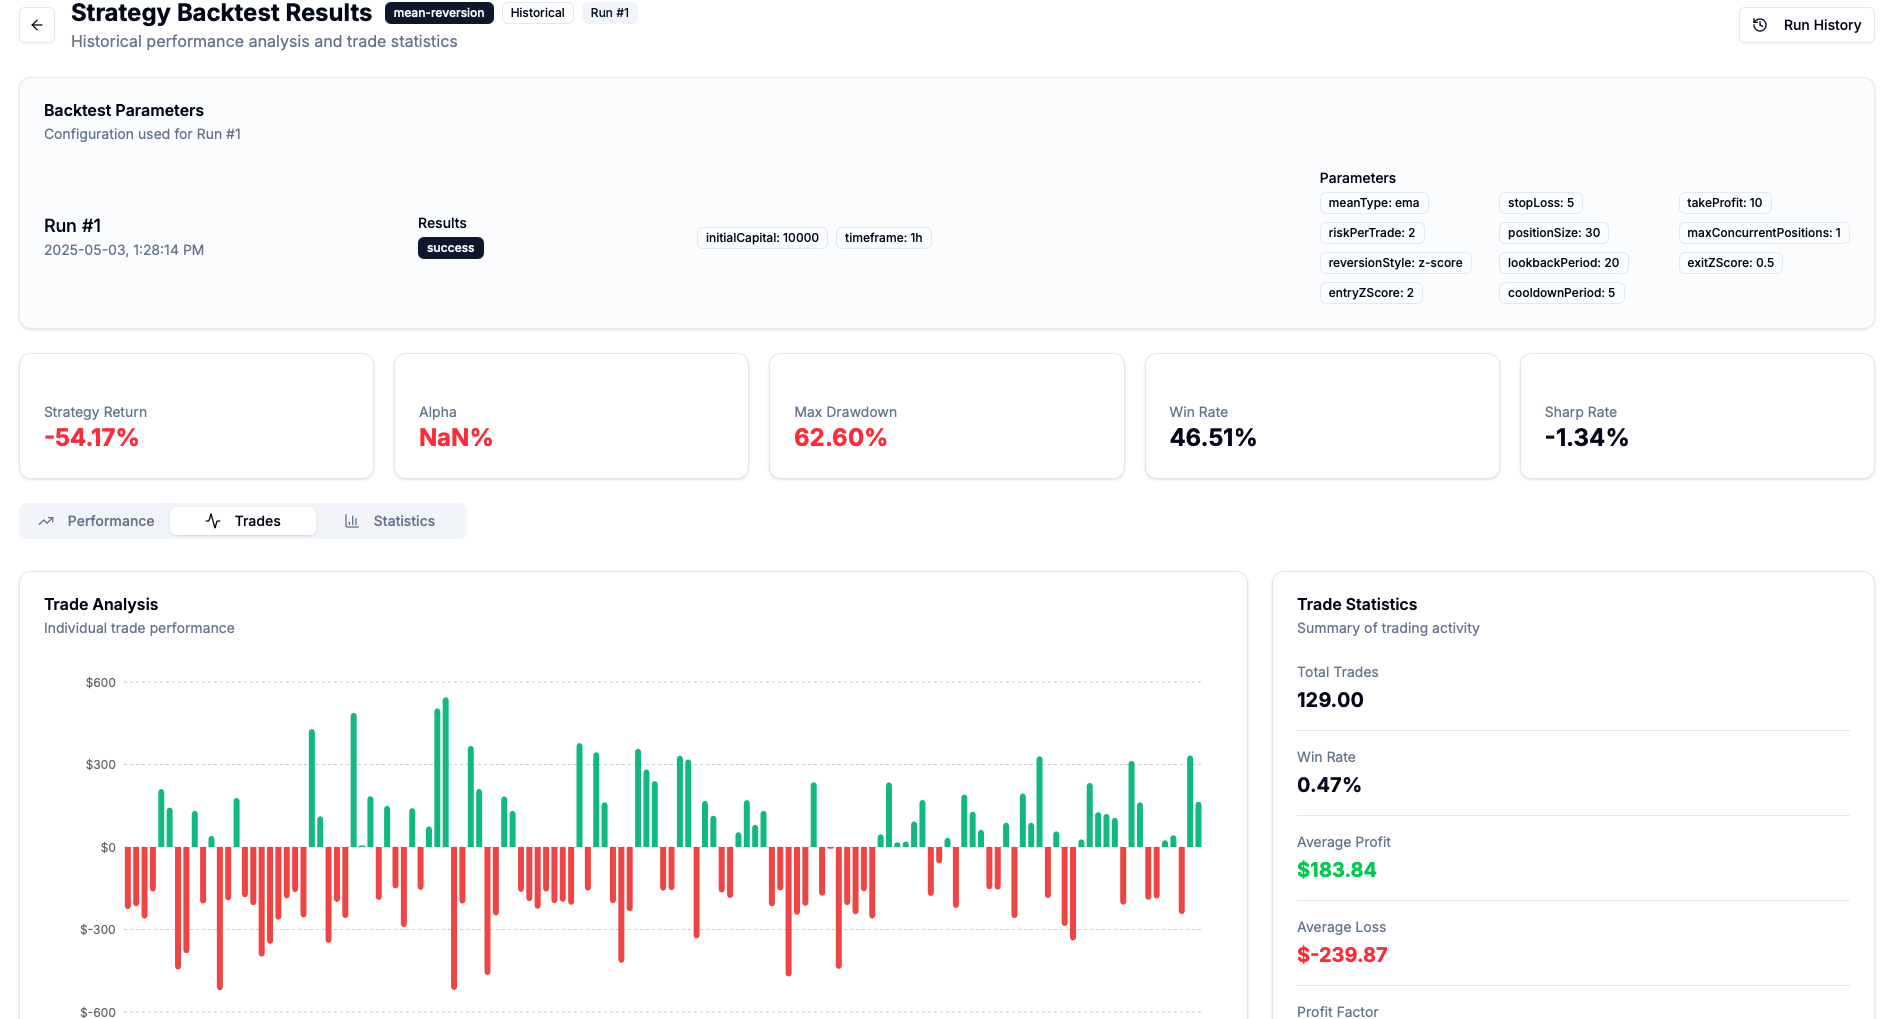 Strategy Backtest Results mean-reversion Historical Run #1
Historical performance analysis and trade statistics
Run History
Backtest Parameters
Configuration used for Run #1
Run #1
2025-05-03, 1:28:14 PM
Results
success
initialCapital: 10000 timeframe: 1h
Parameters
meanType: ema stopLoss: 5 takeProfit: 10
riskPerTrade: 2 positionSize: 30 maxConcurrentPositions: 1
reversionStyle: z-score lookbackPeriod: 20 exitZScore: 0.5
entryZScore: 2 cooldownPeriod: 5
Strategy Return
-54.17%
Alpha
NaN%
Max Drawdown
62.60%
Win Rate
46.51%
Sharp Rate
-1.34%
Performance Trades Statistics
Trade Analysis
Individual trade performance
$600
$300
$0
$-300
$-600
Trade Statistics
Summary of trading activity
Total Trades
129.00
Win Rate
0.47%
Average Profit
$183.84
Average Loss
$-239.87
Profit Factor